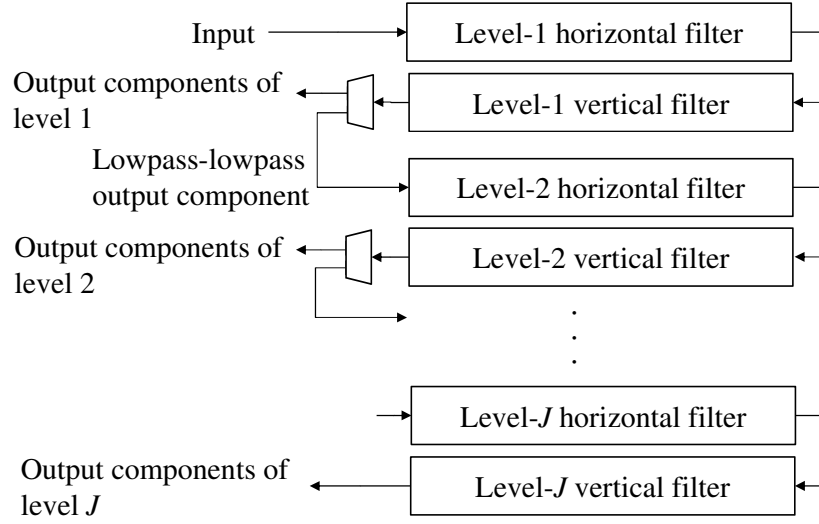 Input
Level-1 horizontal filter
Output components of
level 1
Level-1 vertical filter
Lowpass-lowpass
output component
Level-2 horizontal filter
Output components of
level 2
Level-2 vertical filter
.
.
.
Level-J horizontal filter
Output components of
level J
Level-J vertical filter